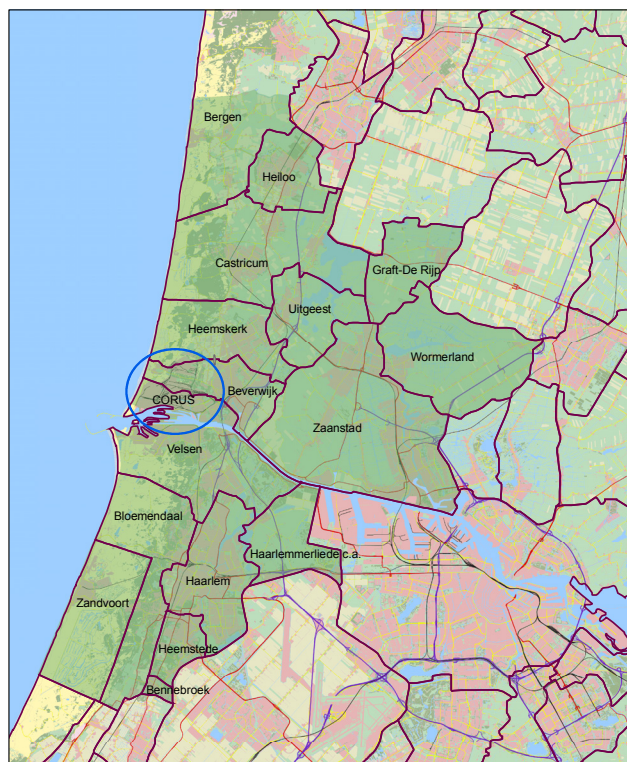 Bergen
Heiloo
Castricum
Graft-De Rijp
Uitgeest
Heemskerk
Wormerland
Beverwijk
CORUS
Zaanstad
Velsen
Bloemendaal
Haarlemmerliede c.a.
Haarlem
Zandvoort
Heemstede
Bennebroek